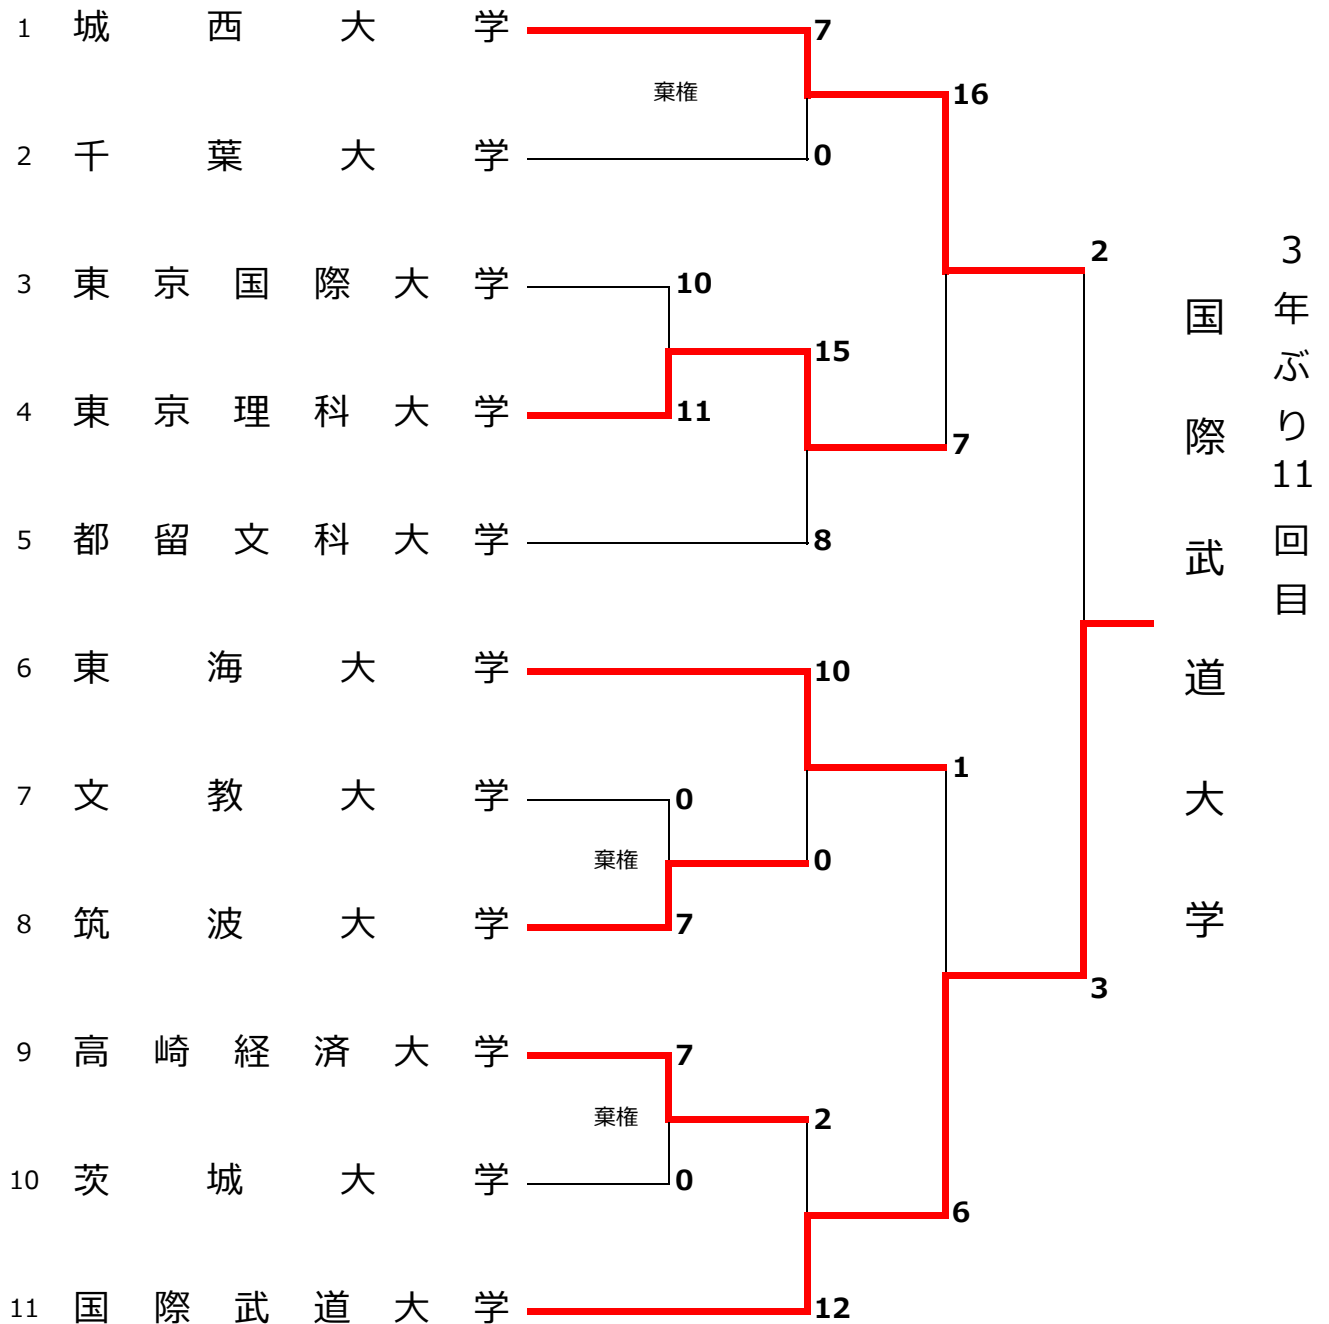 1 城西大学 7
棄権 16
2 千葉大学 0
2
3 東京国際大学 10
15
4 東京理科大学 11
7
5 都留文科大学 8
6 東海大学 10
1
7 文教大学 0
棄権 0
8 筑波大学 7
3
9 高崎経済大学 7
棄権 2
10 茨城大学 0
6
11 国際武道大学 12
国際武道大学
3年ぶり11回目